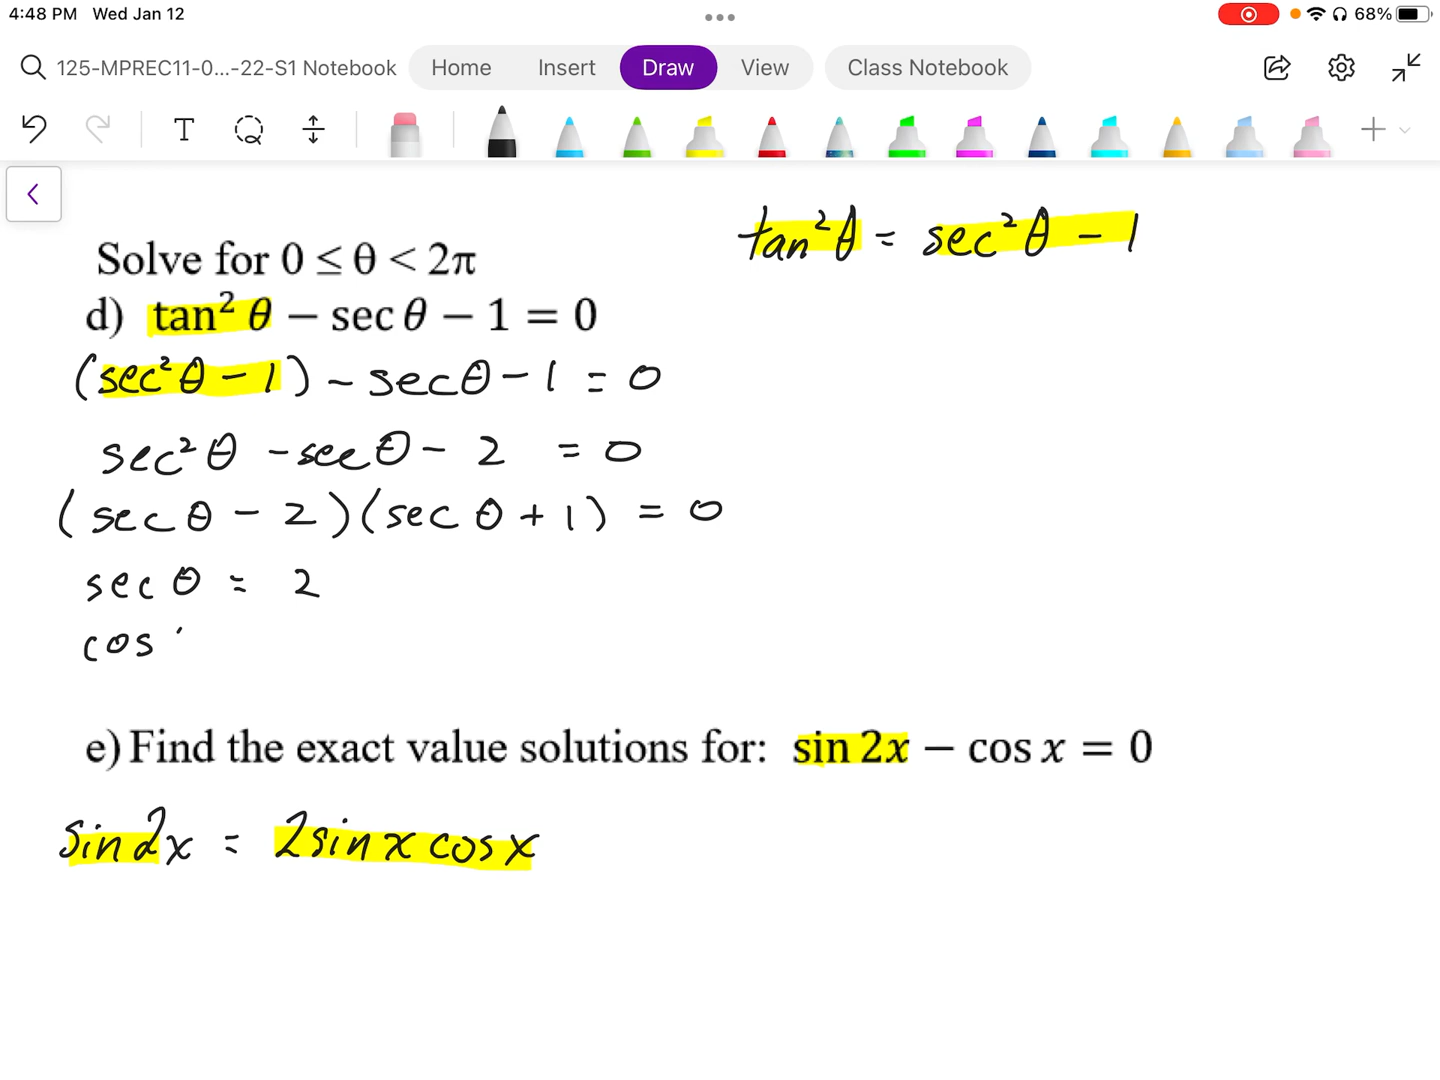 4:48 PM Wed Jan 12
68%
125-MPREC11-0...-22-S1 Notebook Home Insert Draw View Class Notebook
T
tan²θ = sec²θ - 1
Solve for 0 ≤ θ < 2π
d) tan² θ − sec θ − 1 = 0
(sec²θ - 1) - secθ - 1 = 0
sec²θ - secθ - 2 = 0
(secθ - 2)(secθ + 1) = 0
secθ = 2
cos
e) Find the exact value solutions for: sin 2x − cos x = 0
sin2x = 2sinxcosx